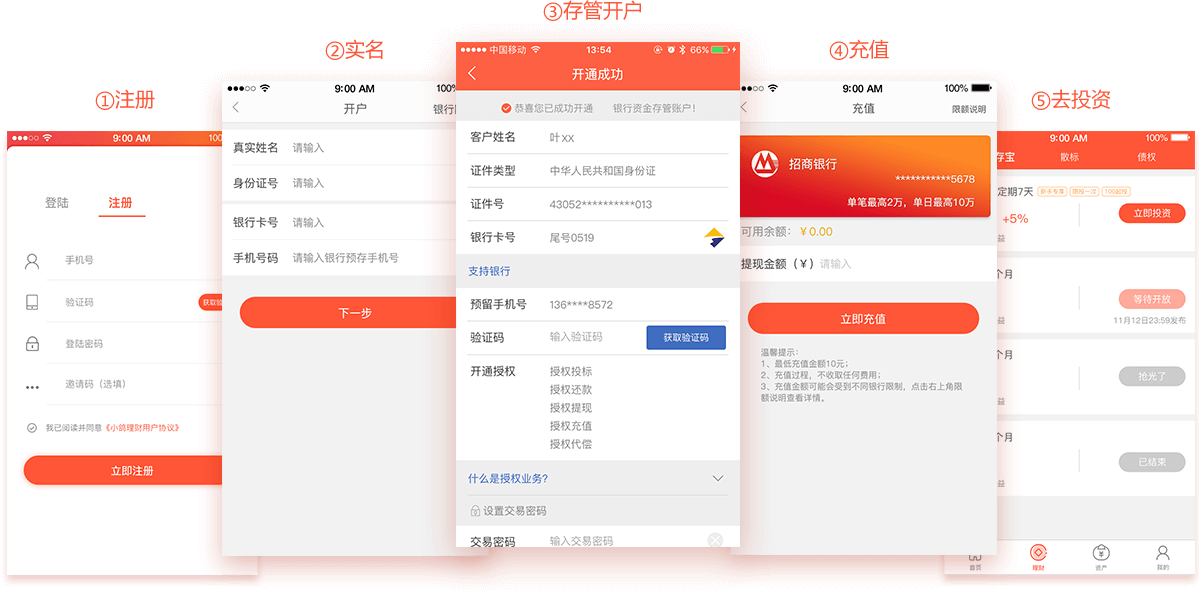 ①注册
②实名
③存管开户
④充值
⑤去投资
9:00 AM
100
登陆
注册
手机号
验证码
获取验
登陆密码
邀请码（选填）
我已阅读并同意《小鸽理财用户协议》
立即注册
9:00 AM
100%
开户
银行
真实姓名 请输入
身份证号 请输入
银行卡号 请输入
手机号码 请输入银行预存手机号
下一步
中国移动 13:54 66%
开通成功
恭喜您已成功开通 银行资金存管账户！
客户姓名 叶XX
证件类型 中华人民共和国身份证
证件号 43052**********013
银行卡号 尾号0519
支持银行
预留手机号 136****8572
验证码 输入验证码 获取验证码
开通授权 授权投标
授权还款
授权提现
授权充值
授权代偿
什么是授权业务?
设置交易密码
交易密码 输入交易密码
9:00 AM 100%
充值 限额说明
招商银行
***********5678
单笔最高2万，单日最高10万
可用余额： ￥0.00
提现金额（￥）请输入
立即充值
温馨提示：
1、最低充值金额10元；
2、充值过程，不收取任何费用；
3、充值金额可能会受到不同银行限制，点击右上角限
额说明查看详情。
9:00 AM 100%
存宝 散标 债权
定期7天 新手专享 限投一次 100起投
+5% 立即投资
益
个月
等待开放
益 11月12日23:59发布
个月
抢光了
益
个月
已结束
益
首页 理财 资产 我的